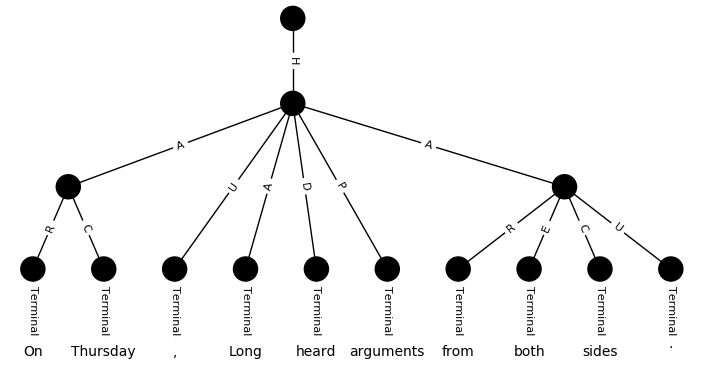 H
A U A D P A
R C R E C U
Terminal Terminal Terminal Terminal Terminal Terminal Terminal Terminal Terminal Terminal
On Thursday , Long heard arguments from both sides .